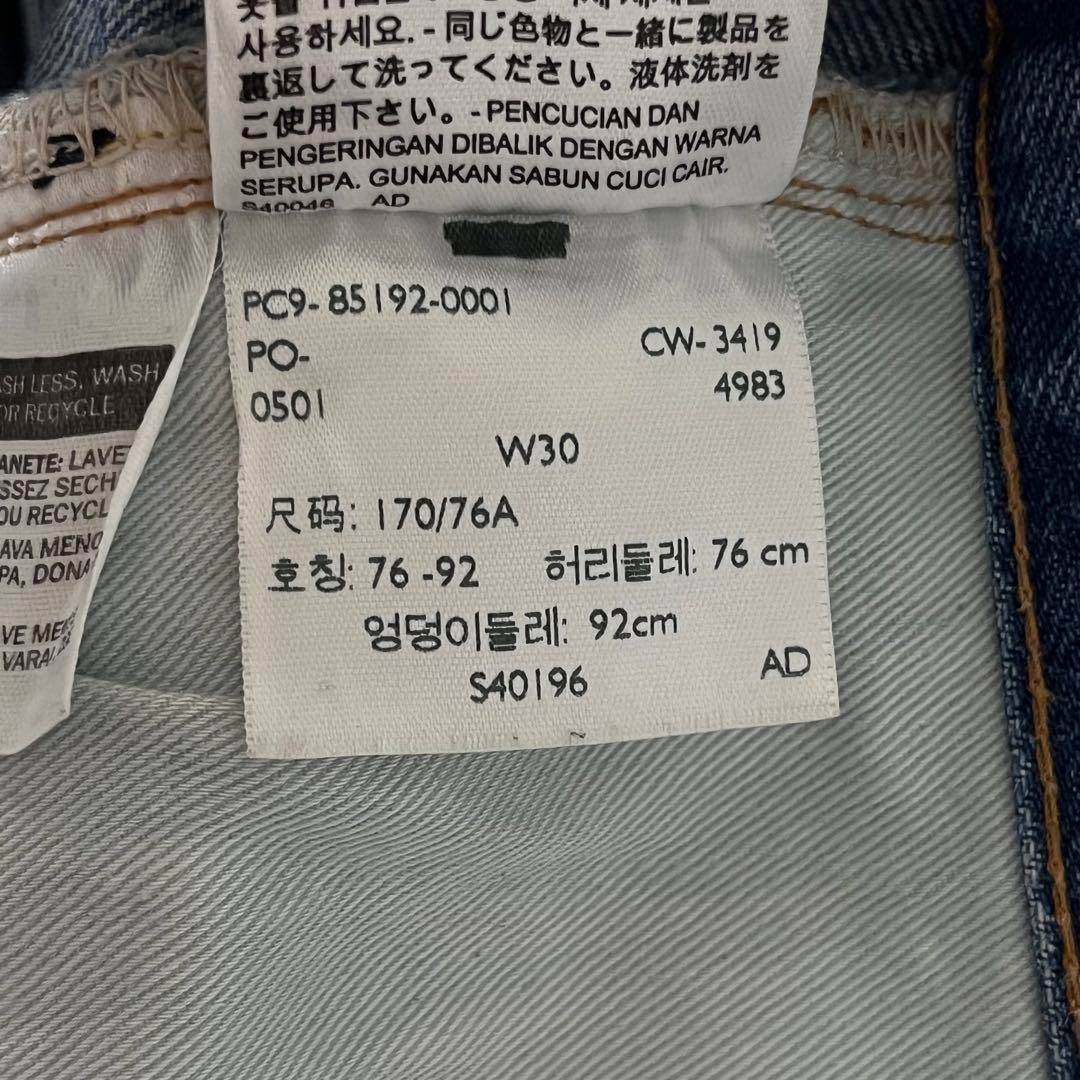 사용하세요. - 同じ色物と一緒に製品を
裏返して洗ってください。液体洗剤を
ご使用下さい。 - PENCUCIAN DAN
PENGERINGAN DIBALIK DENGAN WARNA
SERUPA. GUNAKAN SABUN CUCI CAIR.
S40046 AD
PC9- 85192-0001
PO-
CW- 3419
0501
4983
W30
尺码: 170/76A
호칭: 76 -92 허리둘레: 76 cm
엉덩이둘레: 92cm
S40196 AD
LESS, WASH
OR RECYCLE
ANETE: LAVE
SSEZ SECH
OU RECYCL
AVA MENO
PA, DONA
VE ME
VARA